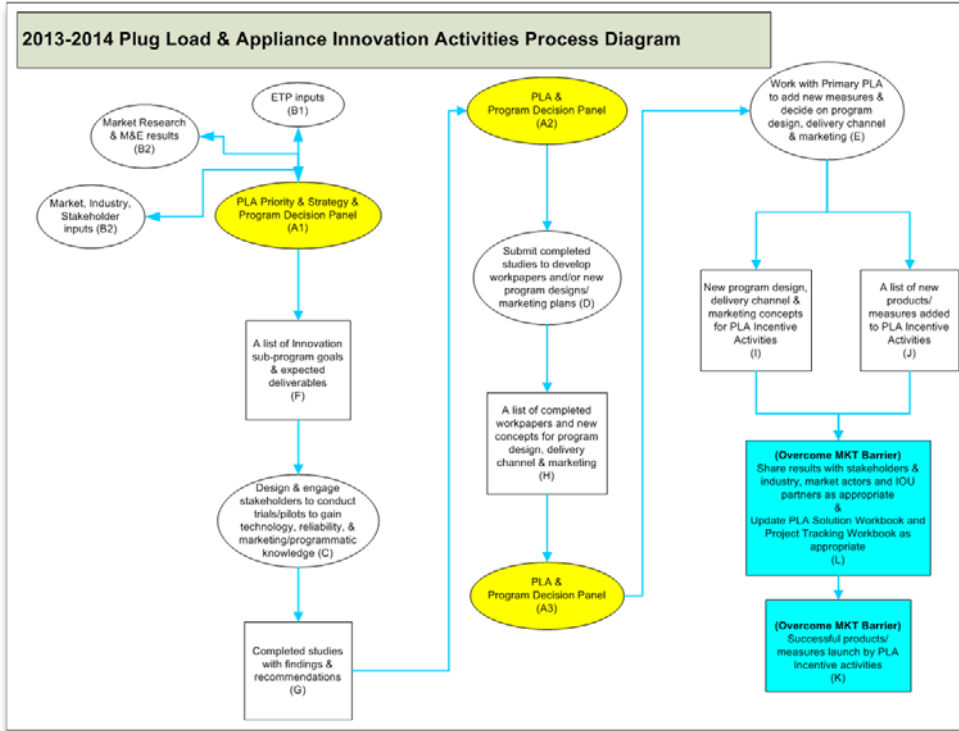 2013-2014 Plug Load & Appliance Innovation Activities Process Diagram
ETP inputs
(B1)
Market Research
& M&E results
(B2)
Market, Industry,
Stakeholder
inputs (B2)
PLA Priority & Strategy &
Program Decision Panel
(A1)
A list of Innovation
sub-program goals
& expected
deliverables
(F)
Design & engage
stakeholders to conduct
trials/pilots to gain
technology, reliability, &
marketing/programmatic
knowledge (C)
Completed studies
with findings &
recommendations
(G)
PLA &
Program Decision Panel
(A2)
Submit completed
studies to develop
workpapers and/or new
program designs/
marketing plans (D)
A list of completed
workpapers and new
concepts for program
design, delivery
channel & marketing
(H)
PLA &
Program Decision Panel
(A3)
Work with Primary PLA
to add new measures &
decide on program
design, delivery
channel & marketing
(E)
New program design,
delivery channel &
marketing concepts
for PLA Incentive
Activities
(I)
A list of new
products/
measures added
to PLA Incentive
Activities
(J)
(Overcome MKT Barrier)
Share results with stakeholders &
industry, market actors and IOU
partners as appropriate
&
Update PLA Solution Workbook and
Project Tracking Workbook as
appropriate
(L)
(Overcome MKT Barrier)
Successful products/
measures launch by PLA
Incentive activities
(K)